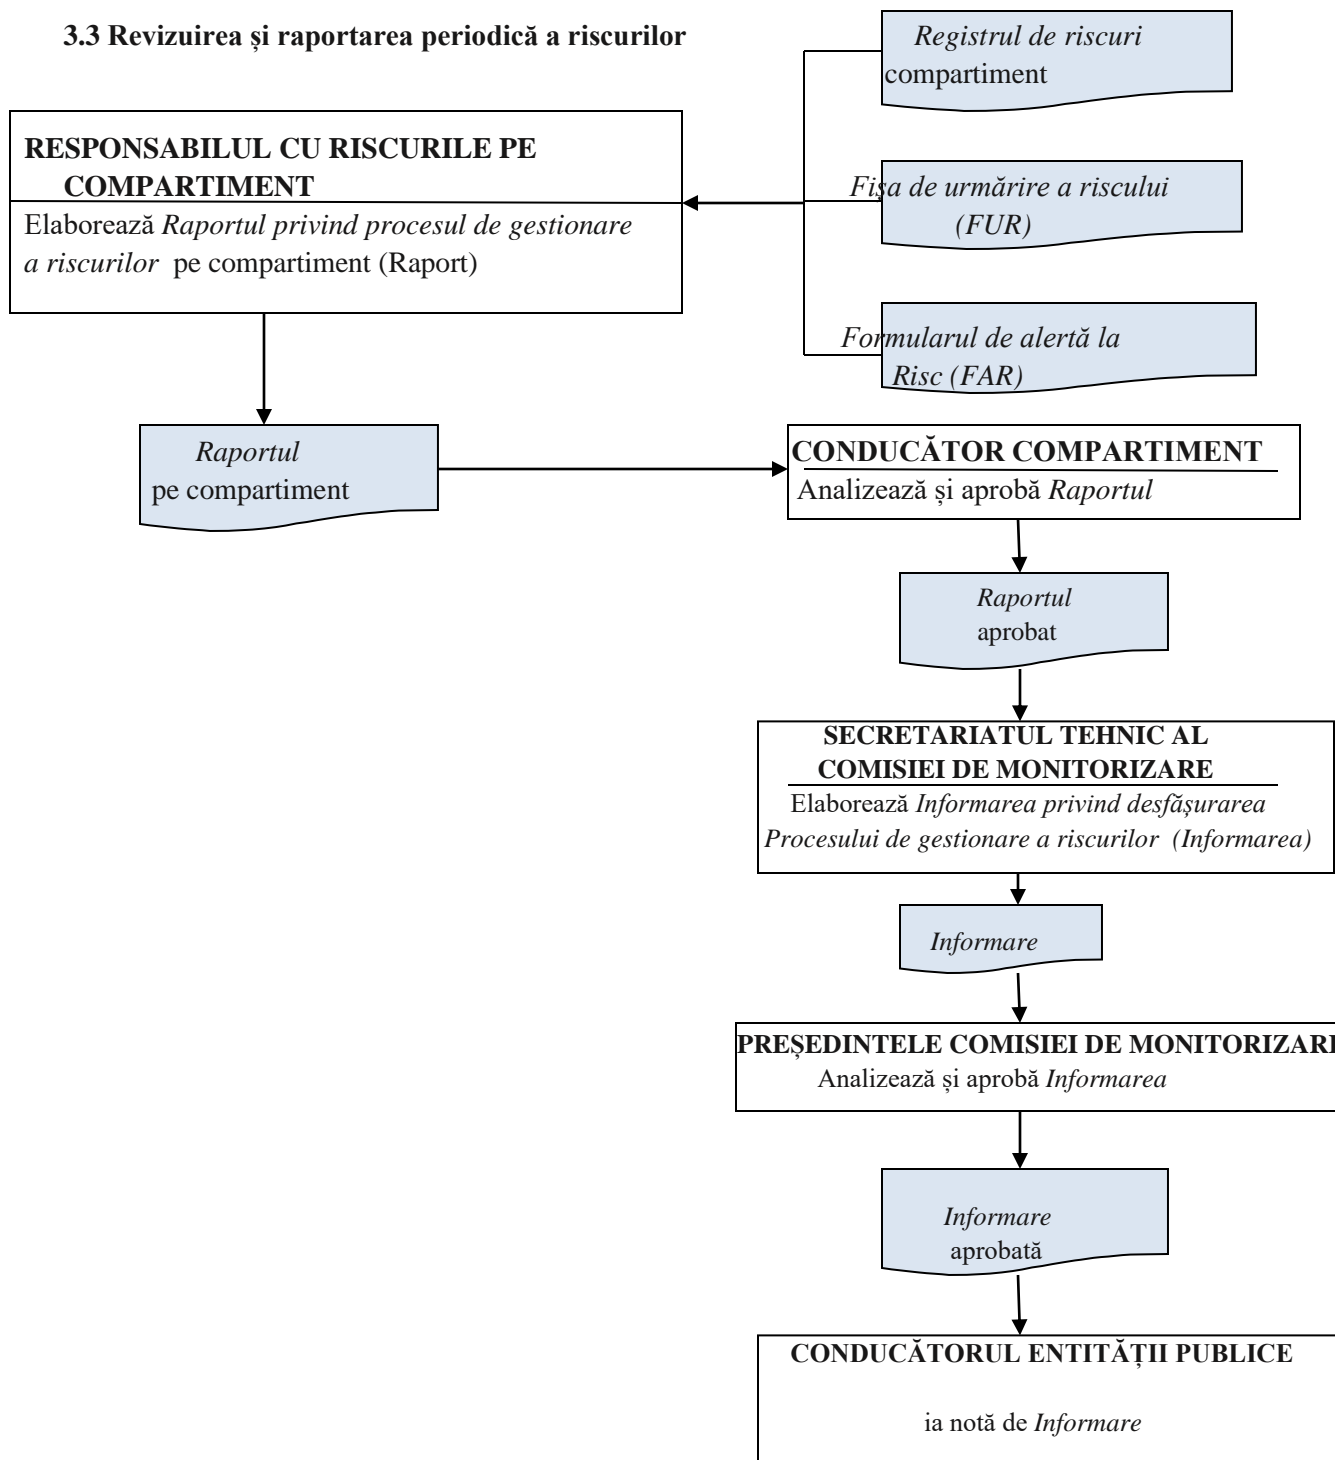 3.3 Revizuirea și raportarea periodică a riscurilor
Registrul de riscuri
compartiment
RESPONSABILUL CU RISCURILE PE
COMPARTIMENT
Elaborează Raportul privind procesul de gestionare
a riscurilor pe compartiment (Raport)
Fișa de urmărire a riscului
(FUR)
Formularul de alertă la
Risc (FAR)
Raportul
pe compartiment
CONDUCĂTOR COMPARTIMENT
Analizează și aprobă Raportul
Raportul
aprobat
SECRETARIATUL TEHNIC AL
COMISIEI DE MONITORIZARE
Elaborează Informarea privind desfășurarea
Procesului de gestionare a riscurilor (Informarea)
Informare
PREȘEDINTELE COMISIEI DE MONITORIZARE
Analizează și aprobă Informarea
Informare
aprobată
CONDUCĂTORUL ENTITĂȚII PUBLICE
ia notă de Informare